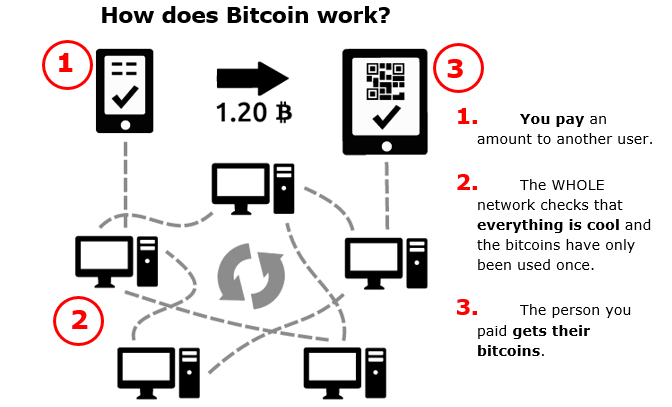 How does Bitcoin work?
1
3
1.20 ₿
2
1. You pay an
amount to another user.
2. The WHOLE
network checks that
everything is cool and
the bitcoins have only
been used once.
3. The person you
paid gets their
bitcoins.